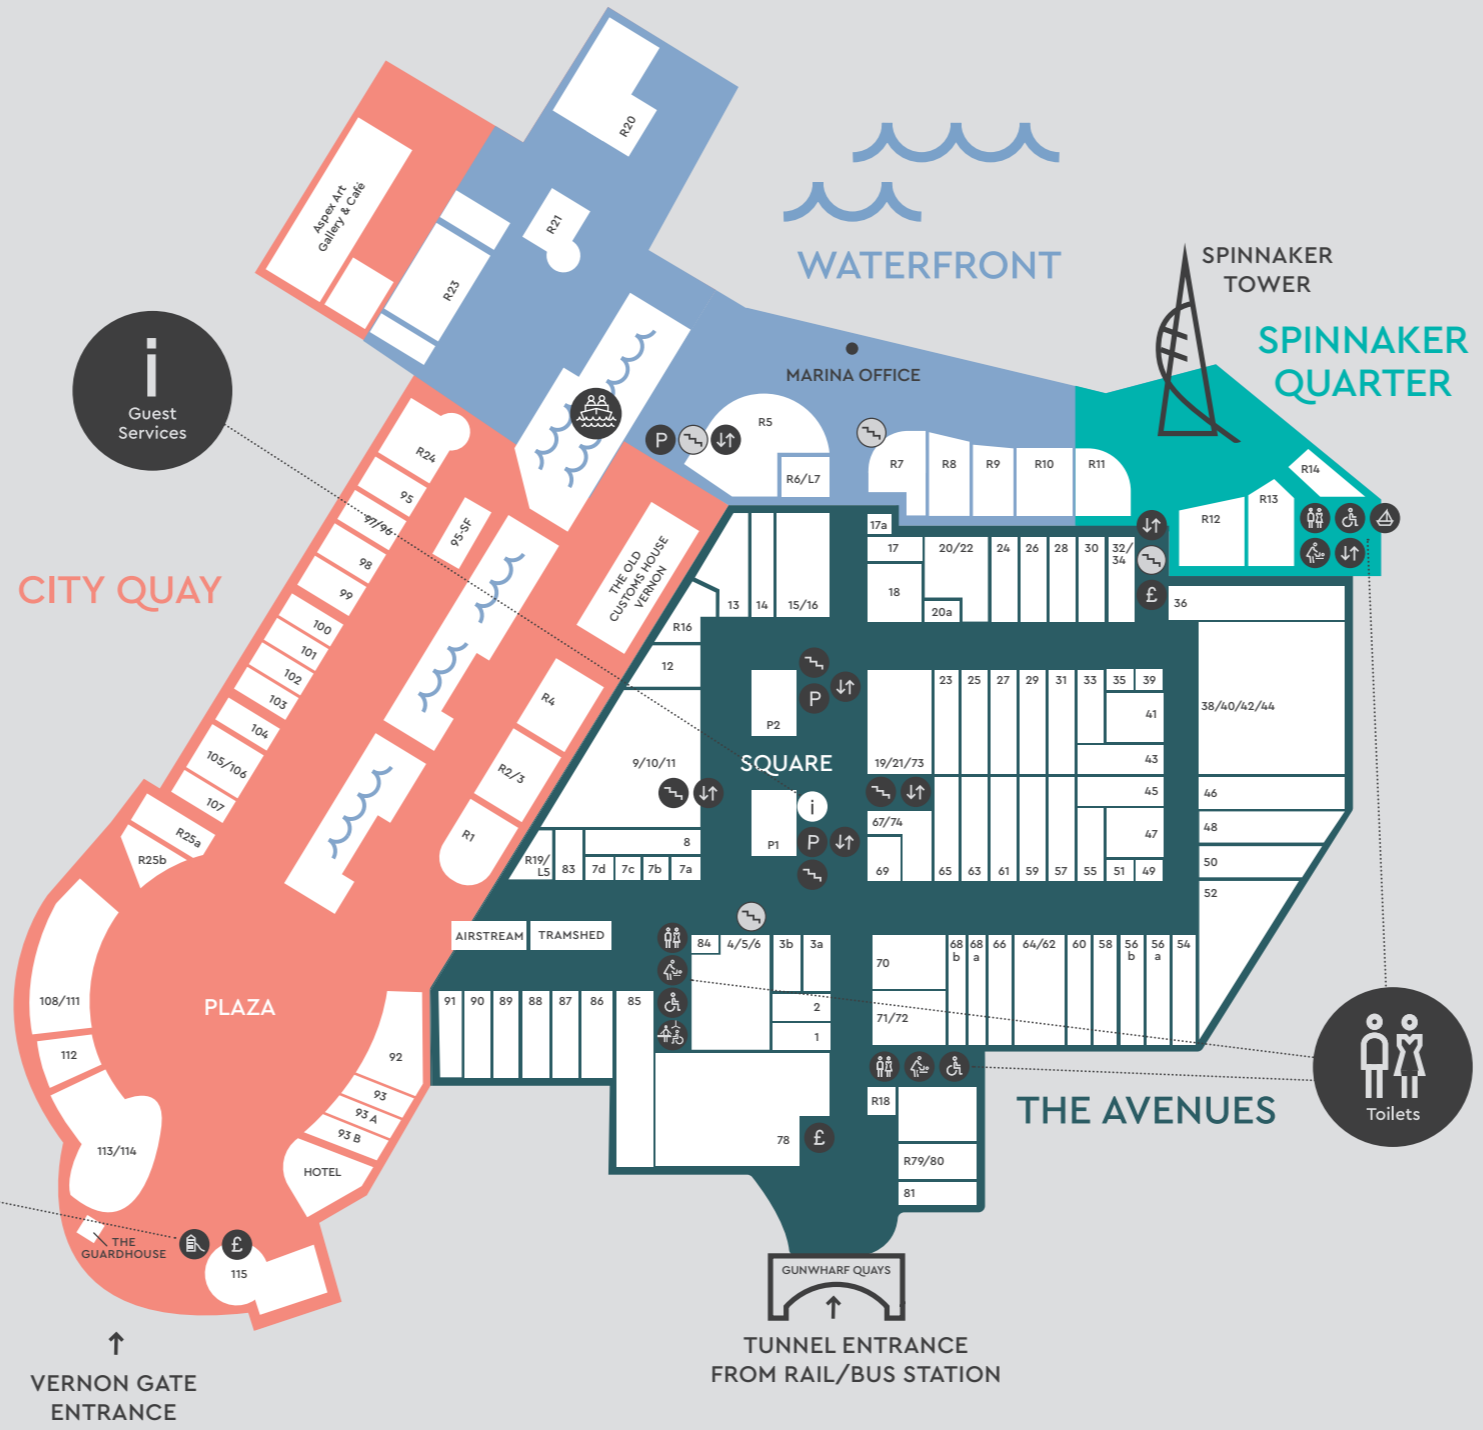 R20
WATERFRONT
Aspex Art
Gallery & Café
R21
R23
SPINNAKER
TOWER
SPINNAKER
QUARTER
MARINA OFFICE
i
Guest
Services
P
R5
R6/L7
R7
R8
R9
R10
R11
R14
R13
R12
R24
95
97/96
98
99
100
101
102
103
104
105/106
107
R25a
R25b
95-SF
CITY QUAY
THE OLD
CUSTOMS HOUSE
VERNON
R4
R2/3
R1
17a
17
18
20/22
20a
24
26
28
30
32/
34
£
36
13
14
15/16
R16
12
9/10/11
P2
P
SQUARE
i
P1
P
19/21/73
23
25
27
29
31
33
35
39
41
43
45
47
38/40/42/44
46
48
50
52
67/74
69
65
63
61
59
57
55
51
49
8
R19/
L5
83
7d
7c
7b
7a
AIRSTREAM
TRAMSHED
84
4/5/6
3b
3a
2
1
70
71/72
68
b
68
a
66
64/62
60
58
56
b
56
a
54
91
90
89
88
87
86
85
78
£
R18
R79/80
81
THE AVENUES
Toilets
PLAZA
108/111
112
113/114
92
93
93 A
93 B
HOTEL
THE
GUARDHOUSE
£
115
GUNWHARF QUAYS
TUNNEL ENTRANCE
FROM RAIL/BUS STATION
VERNON GATE
ENTRANCE